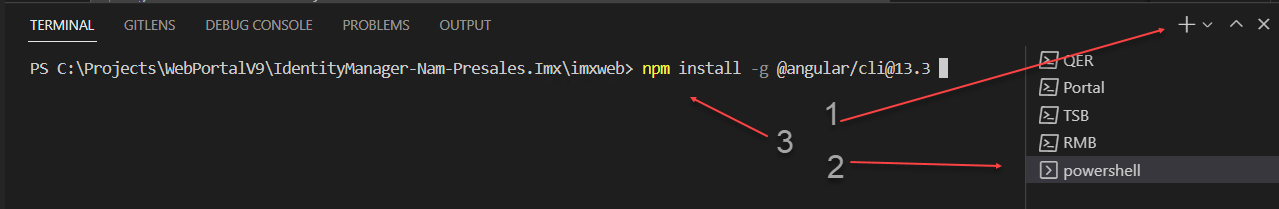 TERMINAL GITLENS DEBUG CONSOLE PROBLEMS OUTPUT
PS C:\Projects\WebPortalV9\IdentityManager-Nam-Presales.Imx\imxweb> npm install -g @angular/cli@13.3
QER
Portal
1
TSB
3
RMB
2
powershell